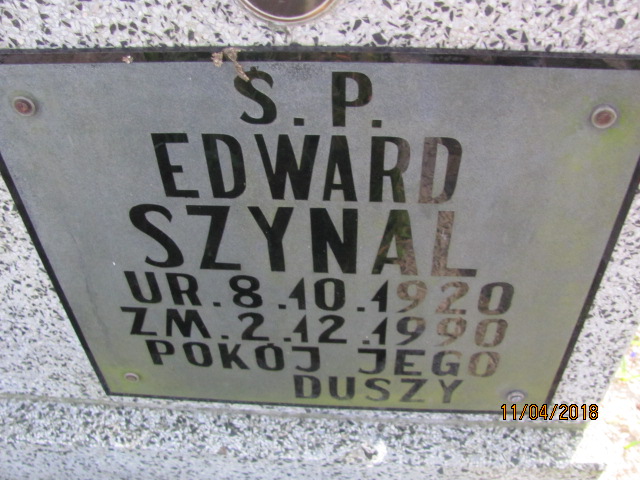 Ś. P.
EDWARD
SZYNAL
UR. 8.10.1920
ZM. 2.12.1990
POKÓJ JEGO
DUSZY
11/04/2018